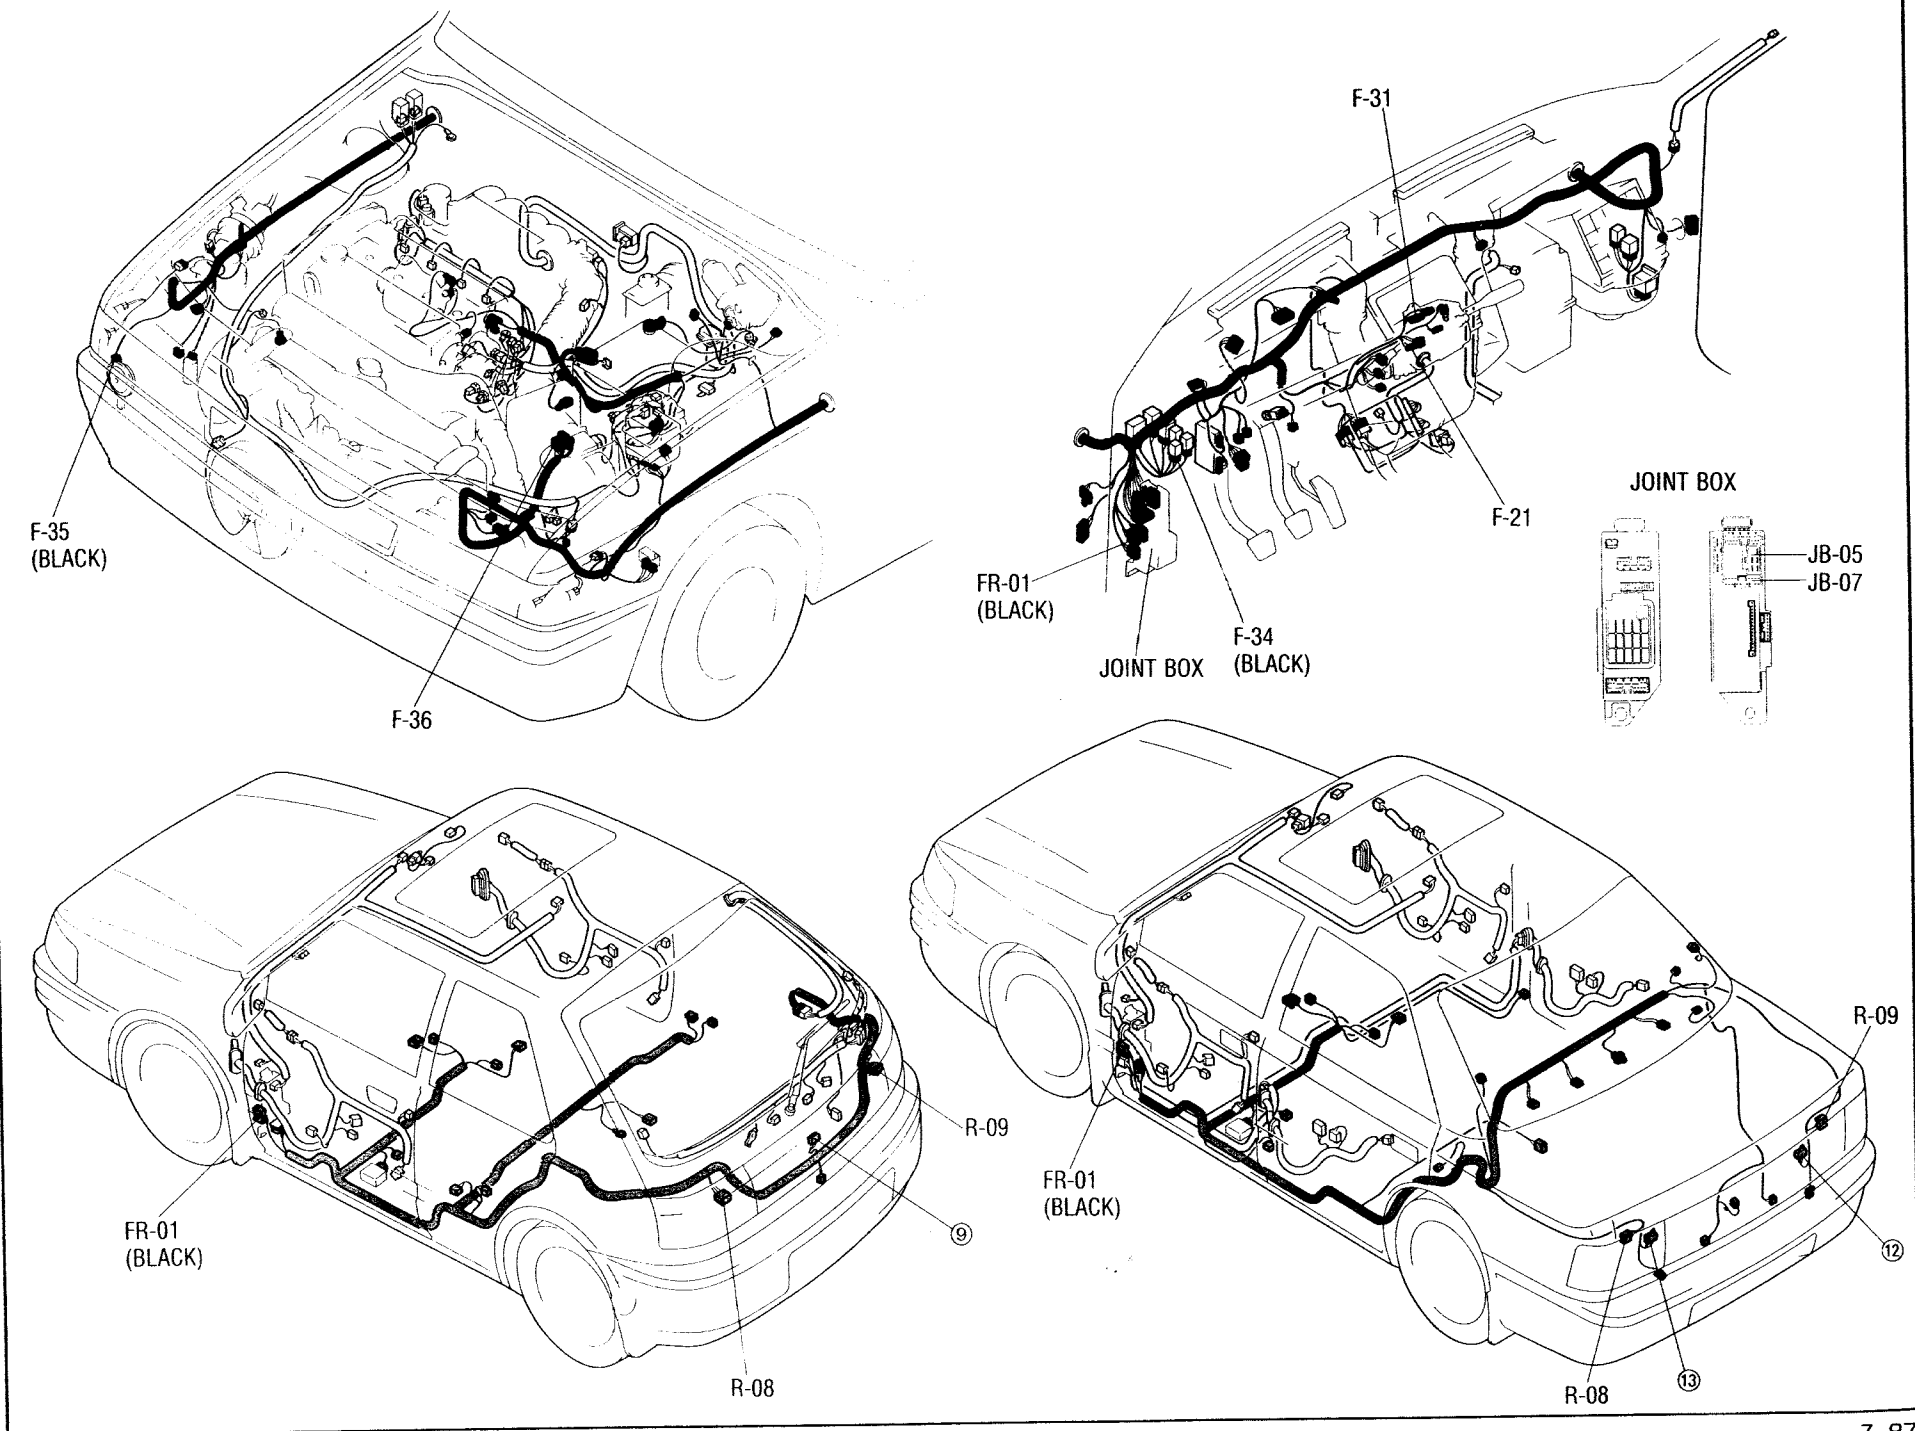 F-31
F-35
(BLACK)
F-36
F-21
FR-01
(BLACK)
F-34
(BLACK)
JOINT BOX
JOINT BOX
JB-05
JB-07
R-09
FR-01
(BLACK)
⑨
R-08
R-09
FR-01
(BLACK)
⑫
⑬
R-08